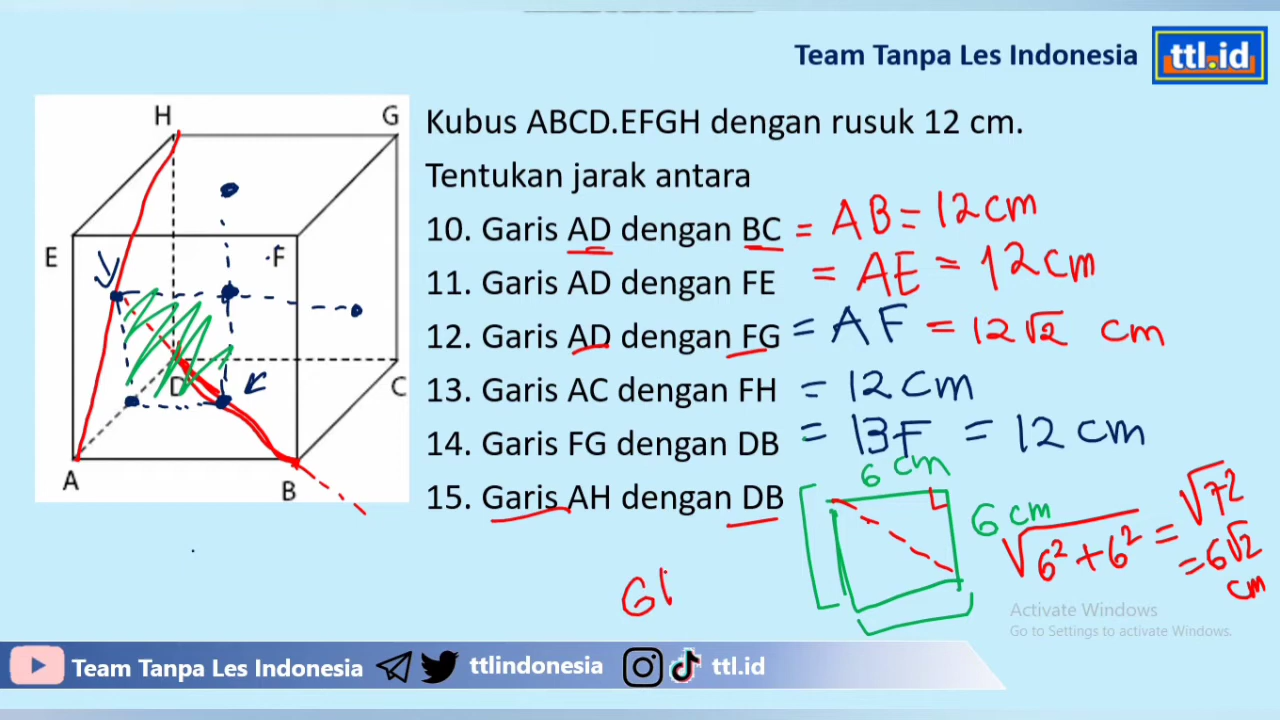 Team Tanpa Les Indonesia
ttl.id
H G
E F
D C
A B
Kubus ABCD.EFGH dengan rusuk 12 cm.
Tentukan jarak antara
10. Garis AD dengan BC = AB = 12 cm
11. Garis AD dengan FE = AE = 12 cm
12. Garis AD dengan FG = AF = 12√2 cm
13. Garis AC dengan FH = 12 cm
14. Garis FG dengan DB = BF = 12 cm
15. Garis AH dengan DB
6 cm
6 cm
√6²+6² = √72
= 6√2
cm
Activate Windows
Go to Settings to activate Windows.
Team Tanpa Les Indonesia ttlindonesia ttl.id